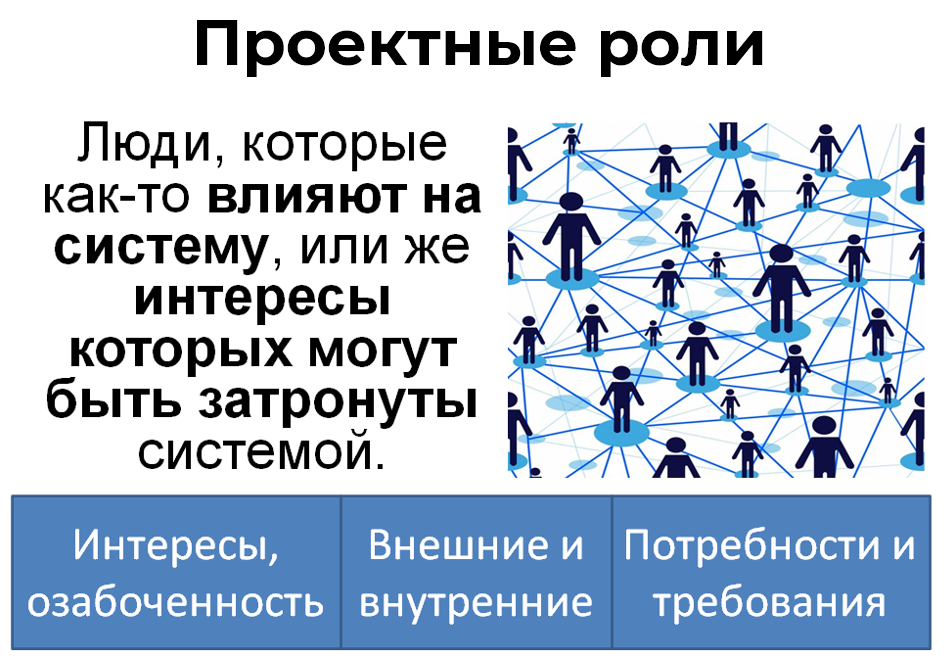 Проектные роли
Люди, которые
как-то влияют на
систему, или же
интересы
которых могут
быть затронуты
системой.
Интересы,
озабоченность
Внешние и
внутренние
Потребности и
требования